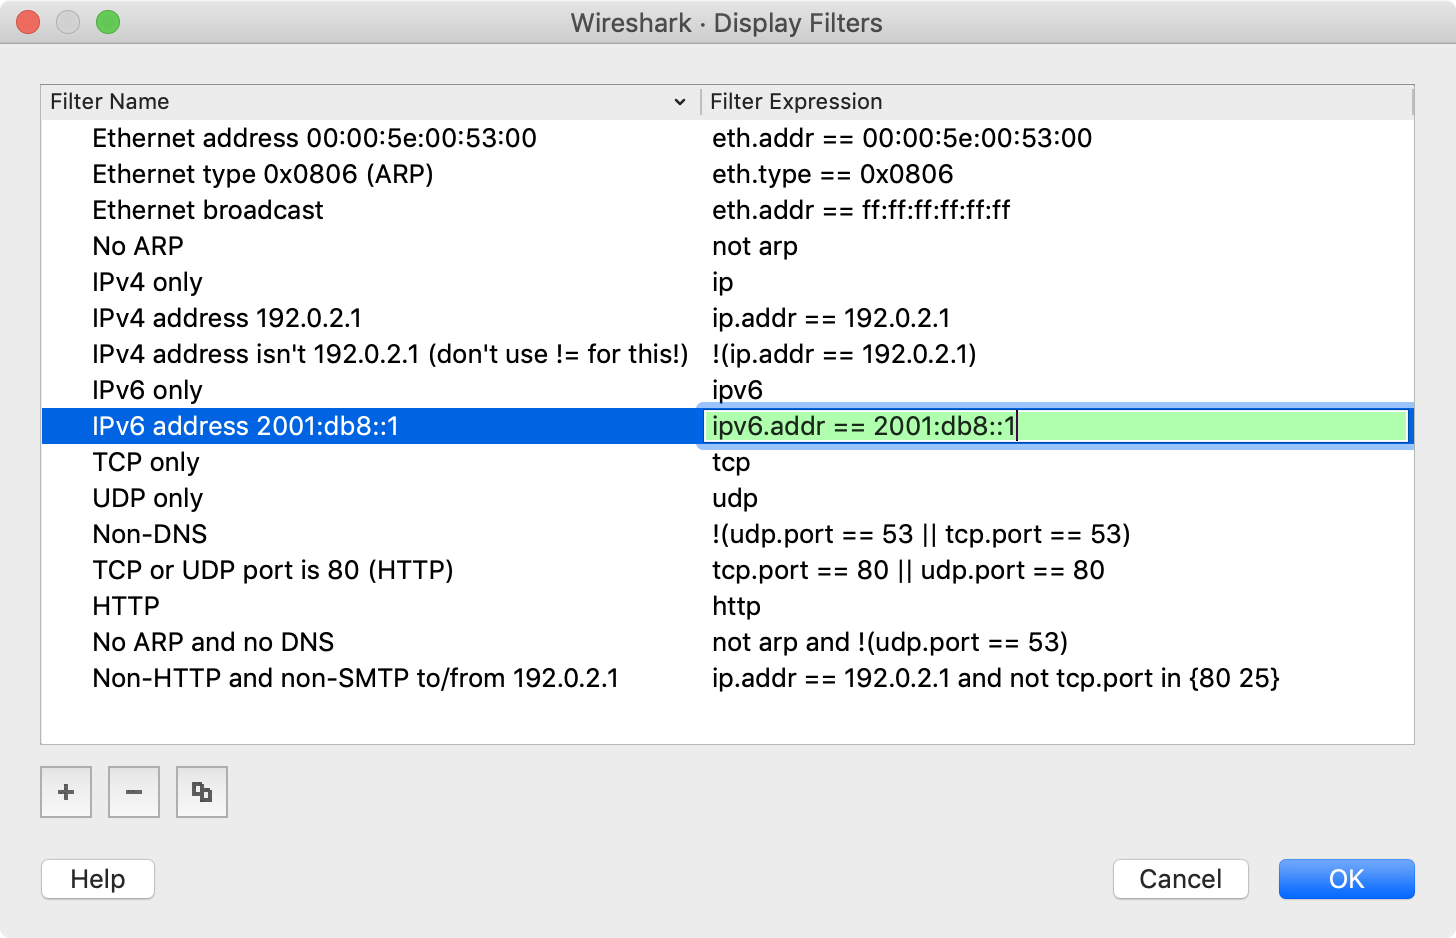 Wireshark · Display Filters
Filter Name Filter Expression
Ethernet address 00:00:5e:00:53:00 eth.addr == 00:00:5e:00:53:00
Ethernet type 0x0806 (ARP) eth.type == 0x0806
Ethernet broadcast eth.addr == ff:ff:ff:ff:ff:ff
No ARP not arp
IPv4 only ip
IPv4 address 192.0.2.1 ip.addr == 192.0.2.1
IPv4 address isn't 192.0.2.1 (don't use != for this!) !(ip.addr == 192.0.2.1)
IPv6 only ipv6
IPv6 address 2001:db8::1 ipv6.addr == 2001:db8::1
TCP only tcp
UDP only udp
Non-DNS !(udp.port == 53 || tcp.port == 53)
TCP or UDP port is 80 (HTTP) tcp.port == 80 || udp.port == 80
HTTP http
No ARP and no DNS not arp and !(udp.port == 53)
Non-HTTP and non-SMTP to/from 192.0.2.1 ip.addr == 192.0.2.1 and not tcp.port in {80 25}
Help Cancel OK